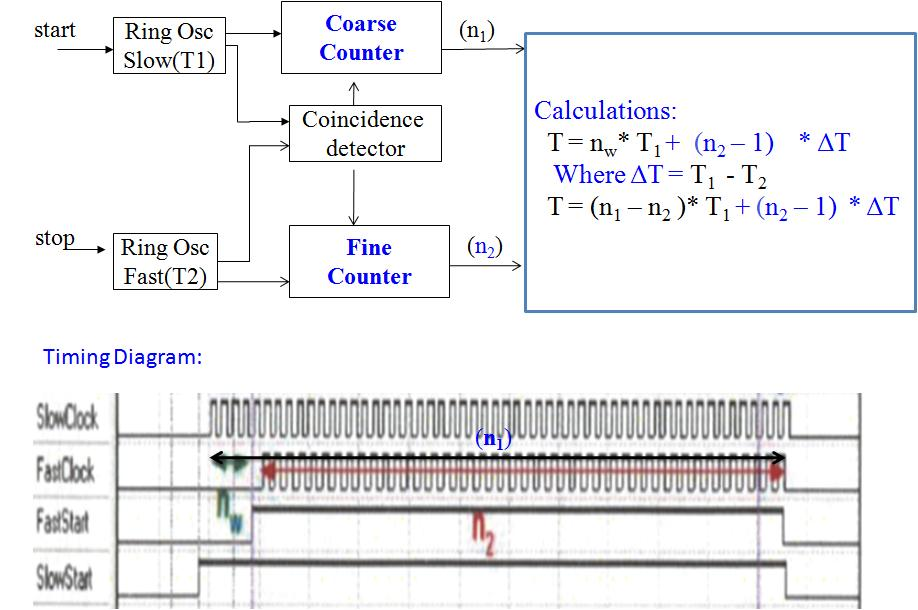 start
Ring Osc
Slow(T1)
Coarse
Counter
(n₁)
Coincidence
detector
stop
Ring Osc
Fast(T2)
Fine
Counter
(n₂)
Calculations:
T = n_w* T₁+ (n₂ – 1) * ΔT
Where ΔT = T₁ - T₂
T = (n₁ – n₂ )* T₁ + (n₂ – 1) * ΔT
Timing Diagram:
SlowClock
(n₁)
FastClock
n_w
FastStart
n₂
SlowStart